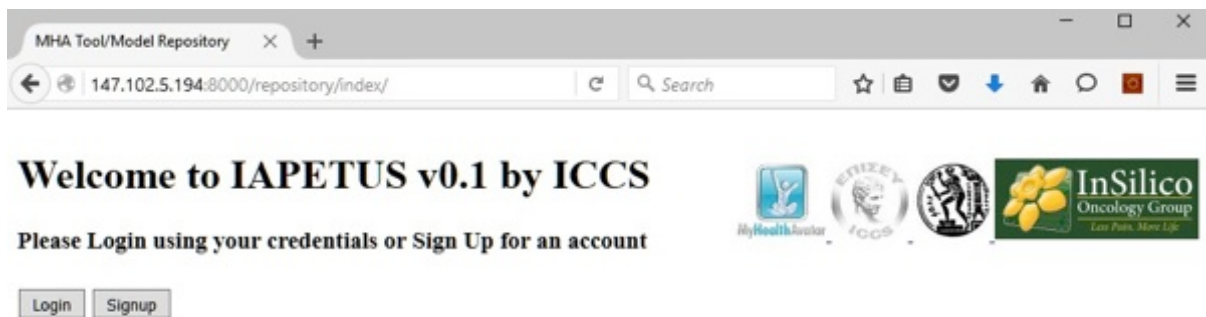 MHA Tool/Model Repository
147.102.5.194:8000/repository/index/
Search
Welcome to IAPETUS v0.1 by ICCS
Please Login using your credentials or Sign Up for an account
Login Signup
MyHealthAvatar
ΕΠΙΣΕΥ
ICCS
InSilico
Oncology Group
Less Pain, More Life